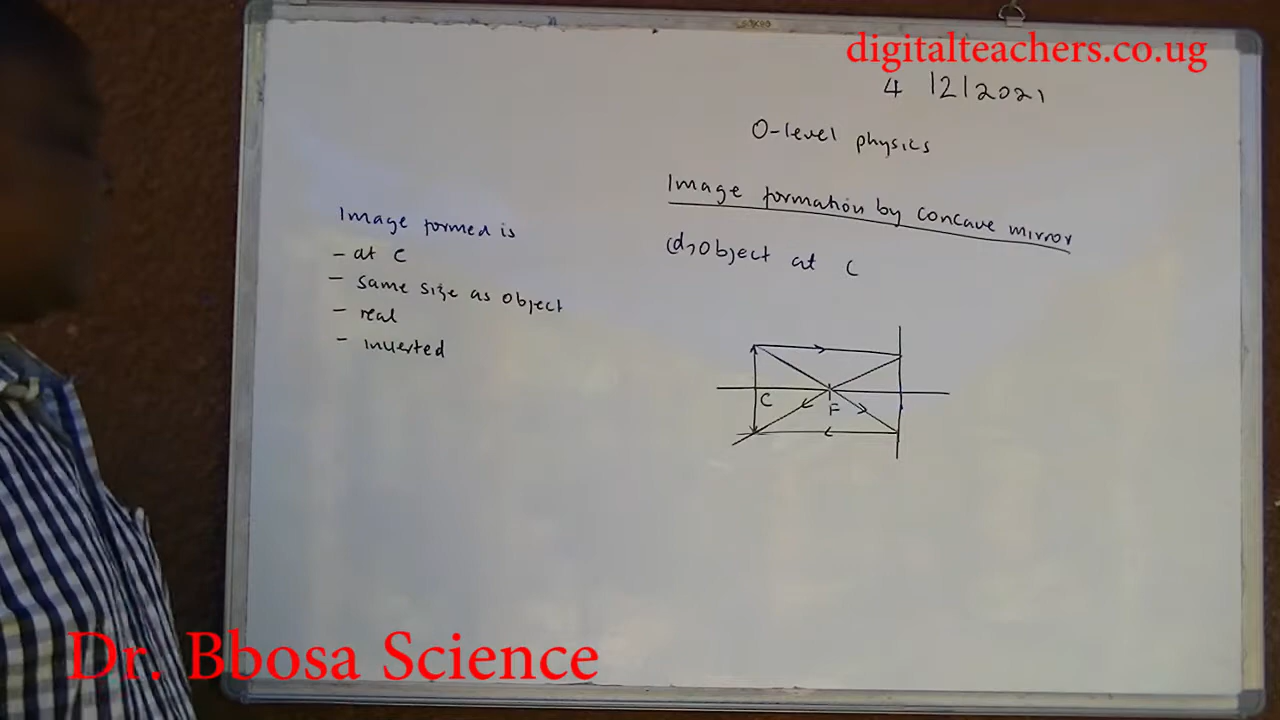 digitalteachers.co.ug
4 12/2021
O-level physics
Image formation by concave mirror
(d) Object at C
Image formed is
- at C
- same size as object
- real
- inverted
C
F
Dr. Bbosa Science